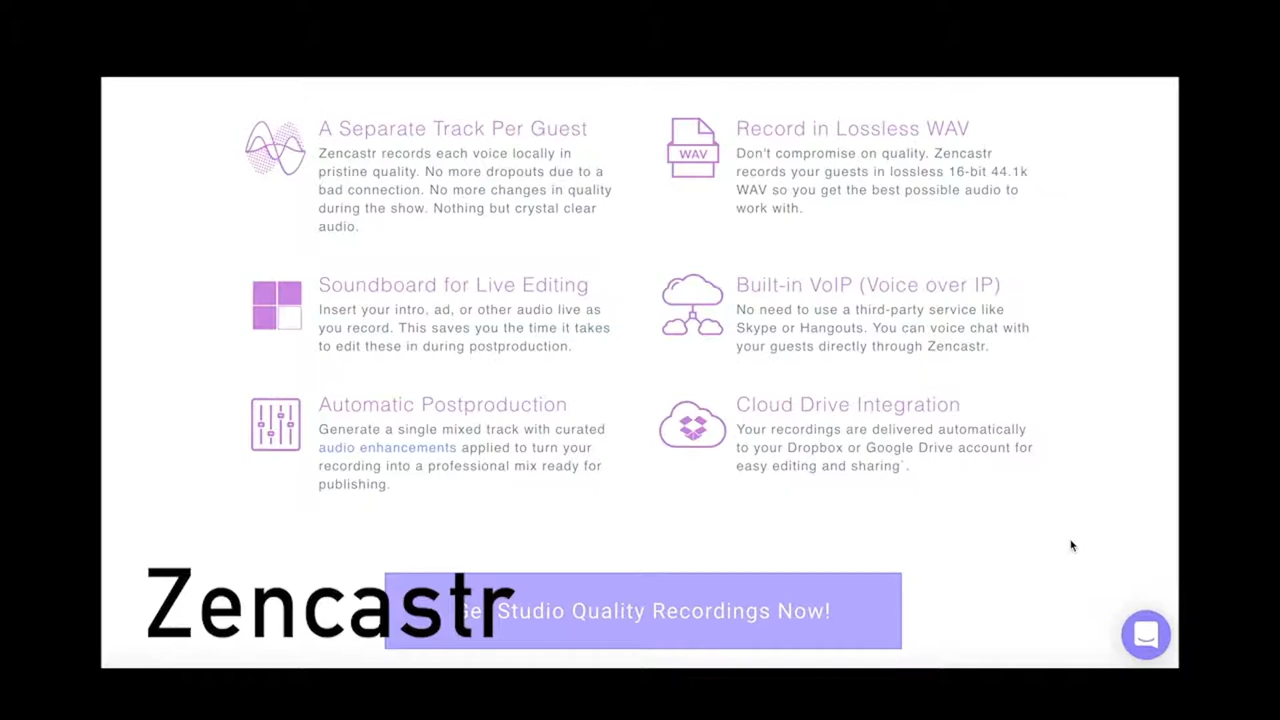 A Separate Track Per Guest
Zencastr records each voice locally in
pristine quality. No more dropouts due to a
bad connection. No more changes in quality
during the show. Nothing but crystal clear
audio.
WAV
Record in Lossless WAV
Don't compromise on quality. Zencastr
records your guests in lossless 16-bit 44.1k
WAV so you get the best possible audio to
work with.
Soundboard for Live Editing
Insert your intro, ad, or other audio live as
you record. This saves you the time it takes
to edit these in during postproduction.
Built-in VoIP (Voice over IP)
No need to use a third-party service like
Skype or Hangouts. You can voice chat with
your guests directly through Zencastr.
Automatic Postproduction
Generate a single mixed track with curated
audio enhancements applied to turn your
recording into a professional mix ready for
publishing.
Cloud Drive Integration
Your recordings are delivered automatically
to your Dropbox or Google Drive account for
easy editing and sharing*.
Zencastr
Get Studio Quality Recordings Now!